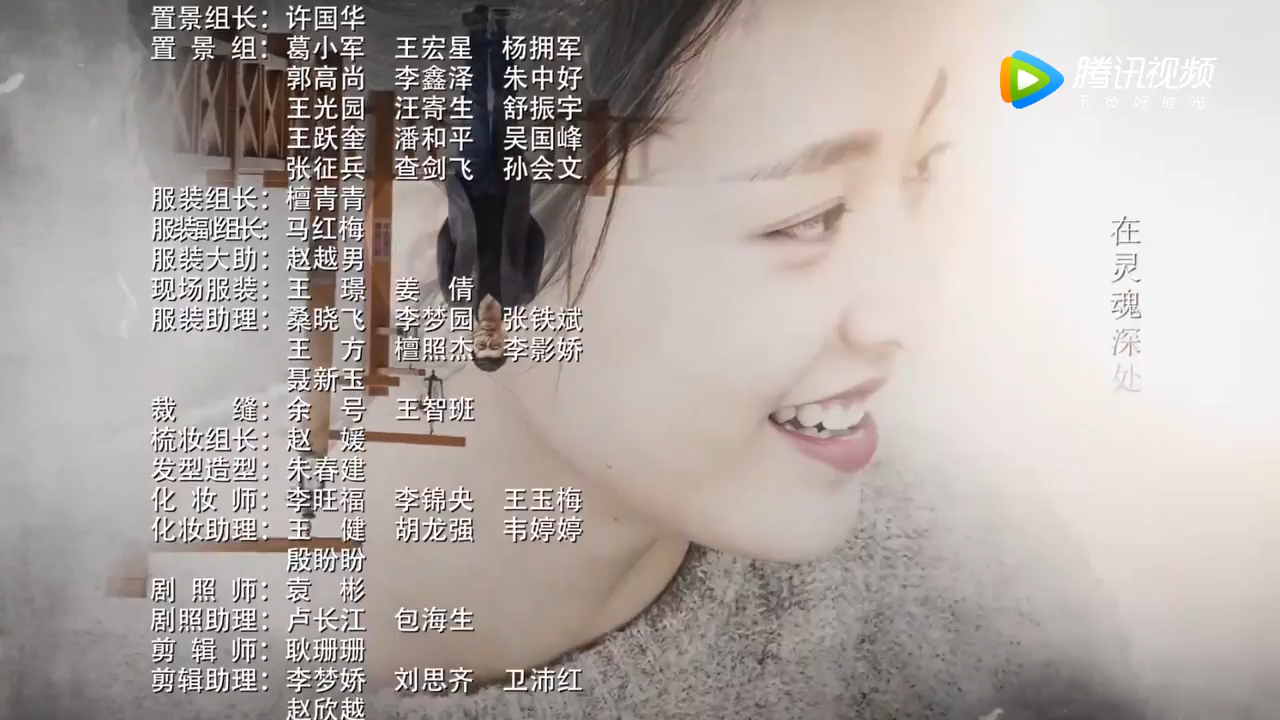 置景组长：许国华
置景组：葛小军 王宏星 杨拥军
郭高尚 李鑫泽 朱中好
王光园 汪寄生 舒振宇
王跃奎 潘和平 吴国峰
张征兵 查剑飞 孙会文
服装组长：檀青青
服装副组长：马红梅
服装大助：赵越男
现场服装：王璟 姜倩
服装助理：桑晓飞 李梦园 张铁斌
王方 檀照杰 李影娇
聂新玉
裁缝：余号 王智班
梳妆组长：赵媛
发型造型：朱春建
化妆师：李旺福 李锦央 王玉梅
化妆助理：王健 胡龙强 韦婷婷
殷盼盼
剧照师：袁彬
剧照助理：卢长江 包海生
剪辑师：耿珊珊
剪辑助理：李梦娇 刘思齐 卫沛红
赵欣越
腾讯视频
不负好时光
在灵魂深处